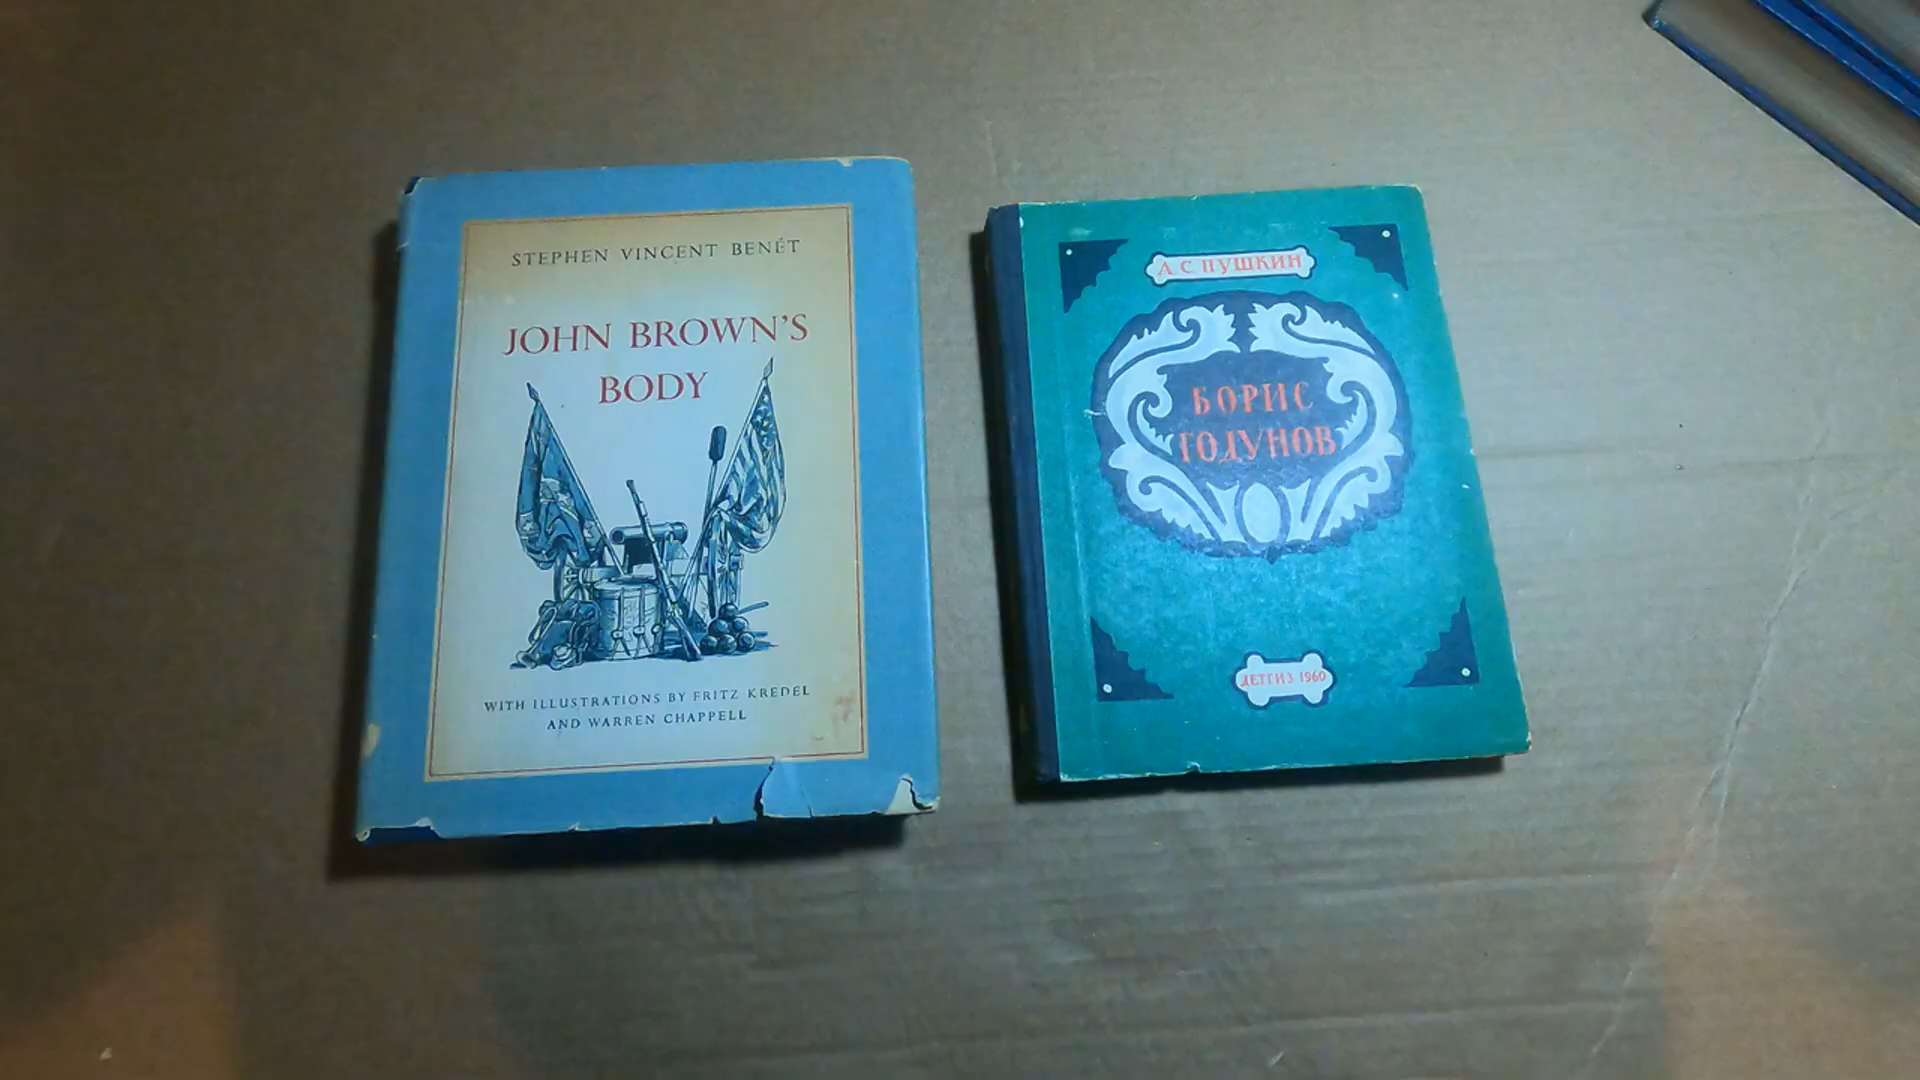 STEPHEN VINCENT BENÉT
JOHN BROWN'S
BODY
WITH ILLUSTRATIONS BY FRITZ KREDEL
AND WARREN CHAPPELL
А. С. ПУШКИН
БОРИС
ГОДУНОВ
ДЕТГИЗ 1960